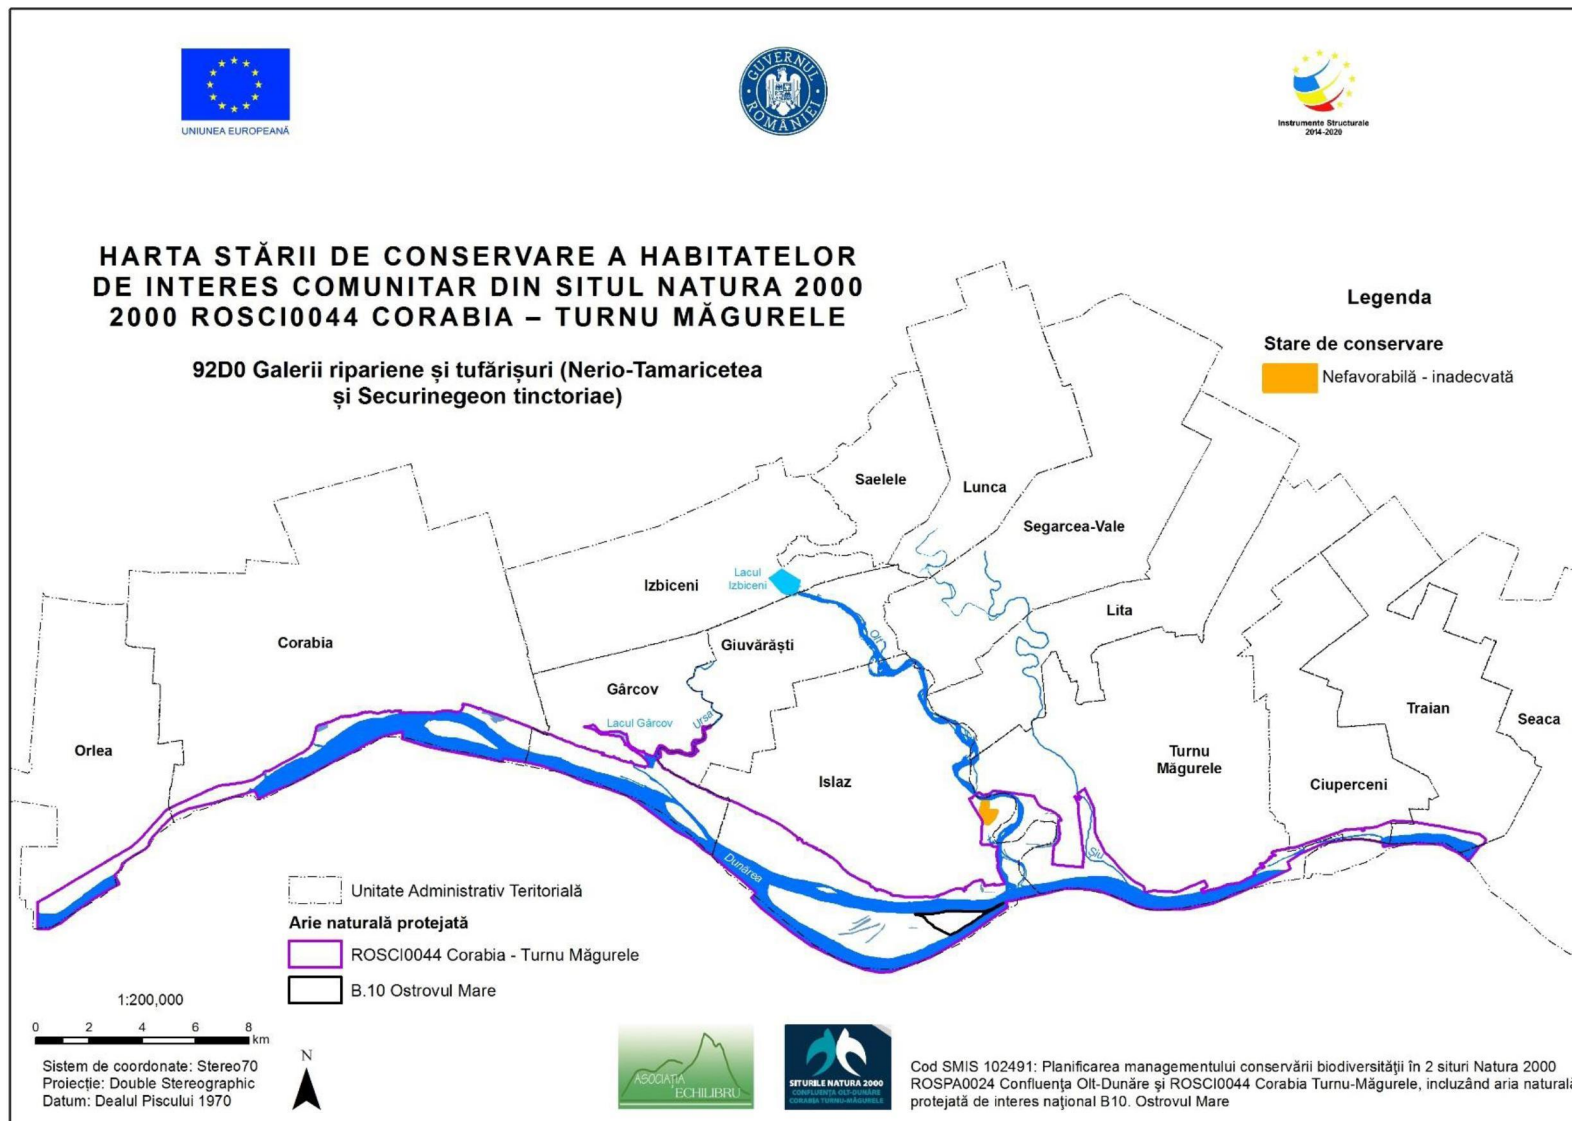 UNIUNEA EUROPEANĂ
GUVERNUL ROMÂNIEI
Instrumente Structurale
2014-2020
HARTA STĂRII DE CONSERVARE A HABITATELOR
DE INTERES COMUNITAR DIN SITUL NATURA 2000
2000 ROSCI0044 CORABIA – TURNU MĂGURELE
92D0 Galerii ripariene și tufărișuri (Nerio-Tamaricetea
și Securinegeon tinctoriae)
Legenda
Stare de conservare
Nefavorabilă - inadecvată
Saelele
Lunca
Segarcea-Vale
Lacul
Izbiceni
Izbiceni
Lita
Corabia
Giuvărăști
Olt
Gârcov
Lacul Gârcov
Ursa
Orlea
Islaz
Turnu
Măgurele
Traian
Seaca
Ciuperceni
Siu
Dunărea
Unitate Administrativ Teritorială
Arie naturală protejată
ROSCI0044 Corabia - Turnu Măgurele
B.10 Ostrovul Mare
1:200,000
0 2 4 6 8
km
Sistem de coordonate: Stereo70
Proiecție: Double Stereographic
Datum: Dealul Piscului 1970
N
ASOCIAȚIA
ECHILIBRU
SITURILE NATURA 2000
CONFLUENȚA OLT-DUNĂRE
CORABIA TURNU-MĂGURELE
Cod SMIS 102491: Planificarea managementului conservării biodiversităţii în 2 situri Natura 2000
ROSPA0024 Confluența Olt-Dunăre și ROSCI0044 Corabia Turnu-Măgurele, incluzând aria naturală
protejată de interes național B10. Ostrovul Mare